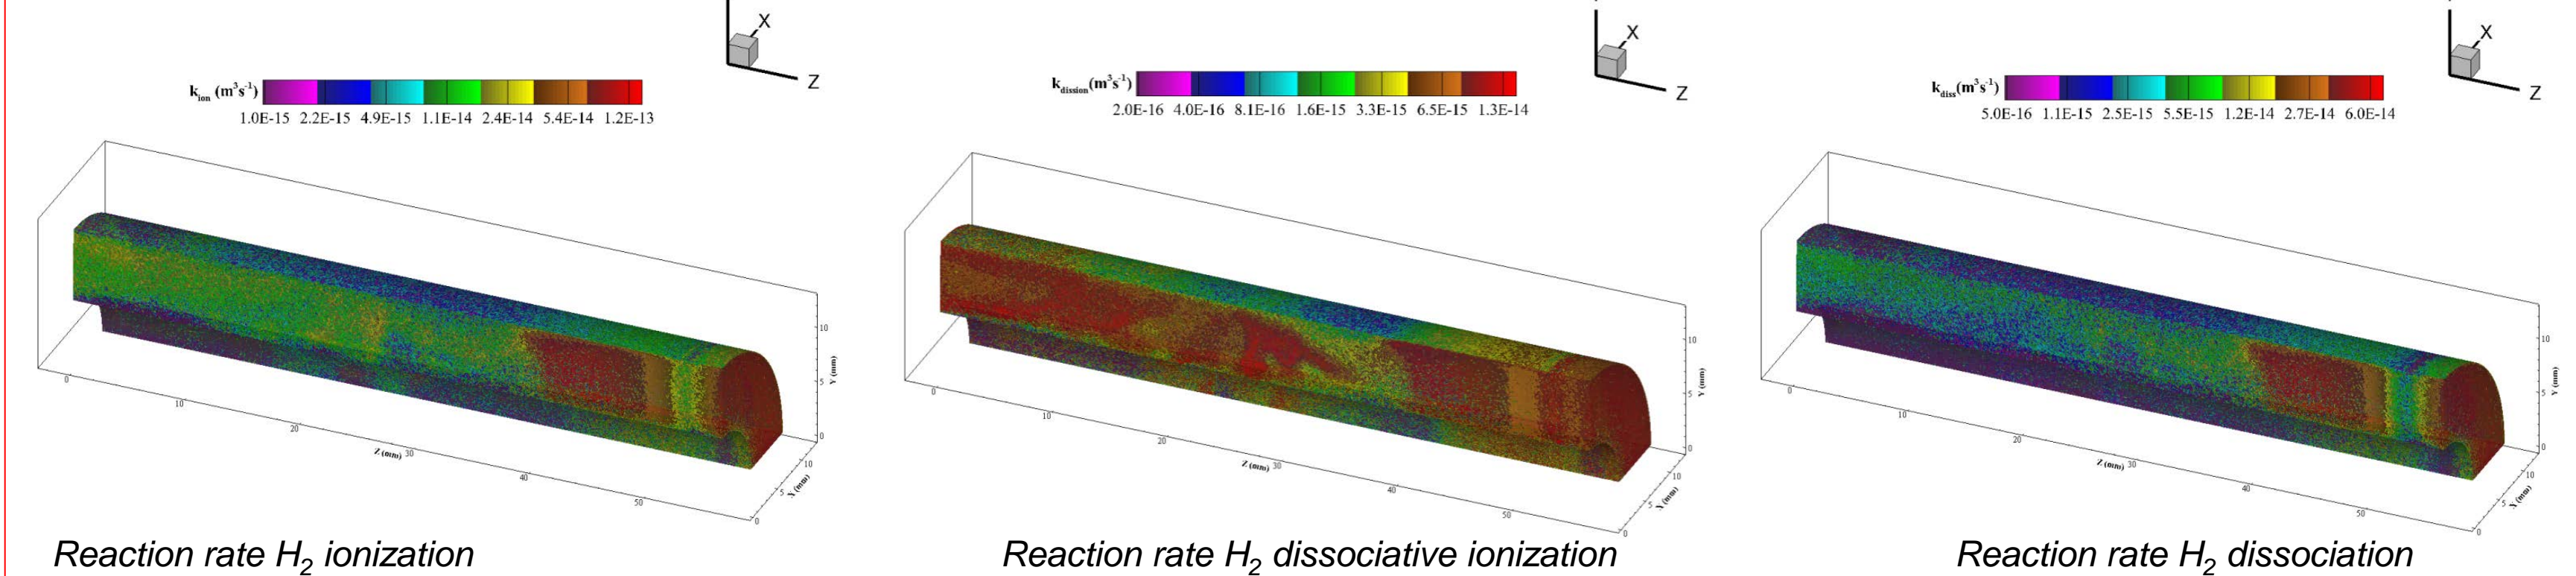 X
Z
k_ion (m³s⁻¹)
1.0E-15 2.2E-15 4.9E-15 1.1E-14 2.4E-14 5.4E-14 1.2E-13
0
10
20
Z (mm) 30
40
50
10
5
0
Y (mm)
10
5
0
X (mm)
Reaction rate H₂ ionization
X
Z
k_dission (m³s⁻¹)
2.0E-16 4.0E-16 8.1E-16 1.6E-15 3.3E-15 6.5E-15 1.3E-14
0
10
20
Z (mm) 30
40
50
10
5
0
Y (mm)
10
5
0
X (mm)
Reaction rate H₂ dissociative ionization
X
Z
k_diss (m³s⁻¹)
5.0E-16 1.1E-15 2.5E-15 5.5E-15 1.2E-14 2.7E-14 6.0E-14
0
10
20
Z (mm) 30
40
50
10
5
0
Y (mm)
10
5
0
X (mm)
Reaction rate H₂ dissociation